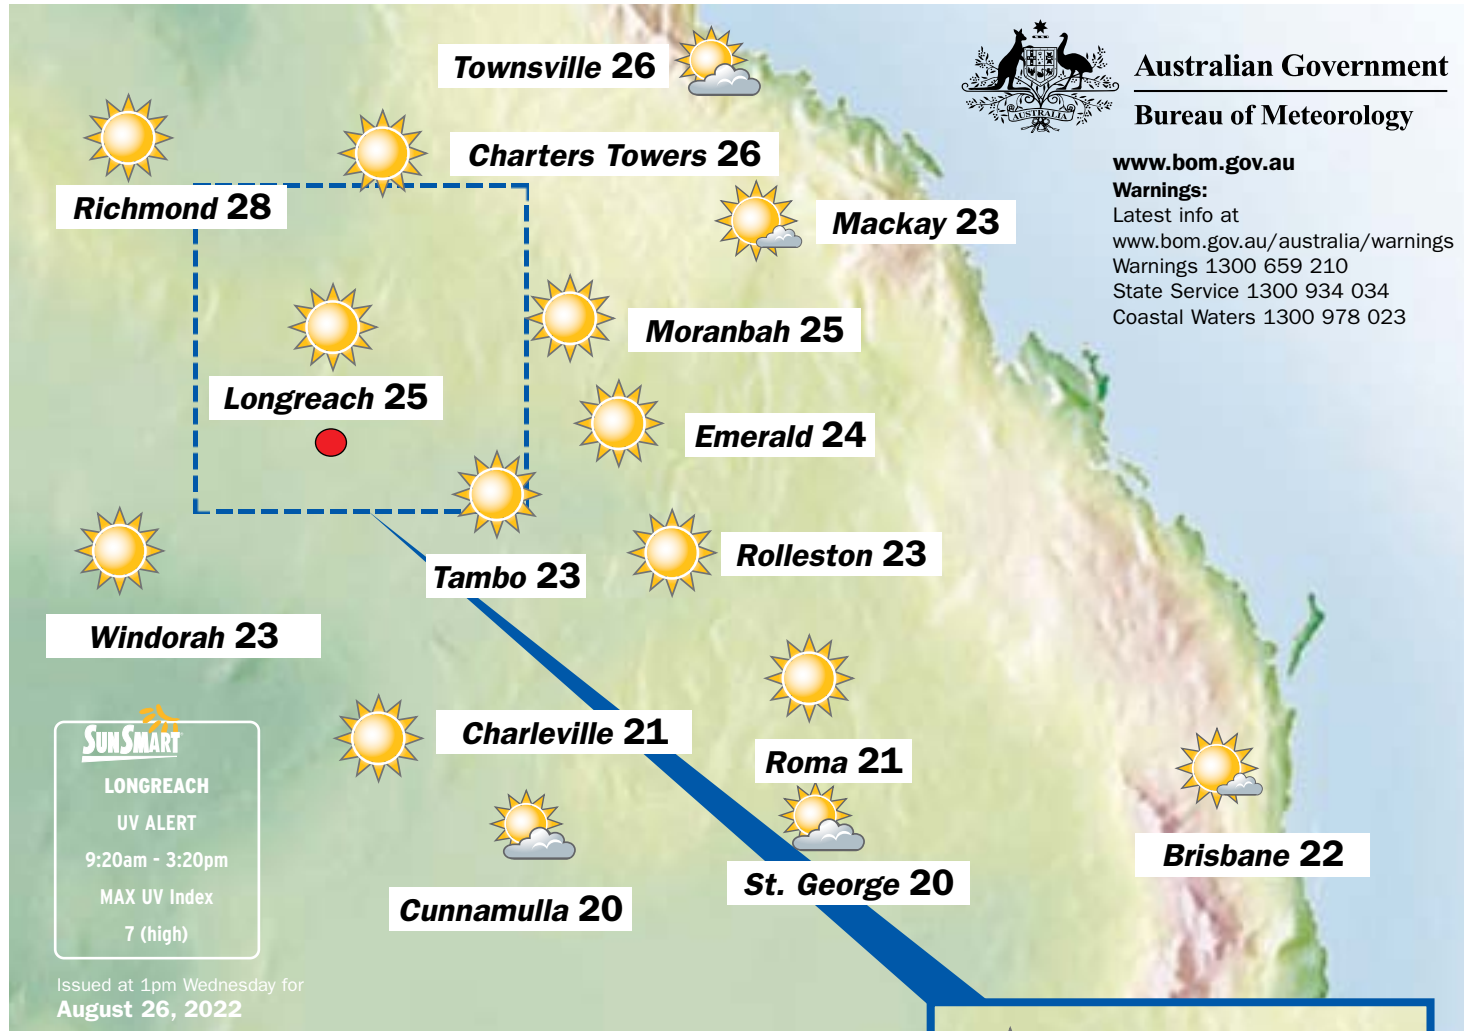 Townsville 26
Australian Government
Bureau of Meteorology
AUSTRALIA
Charters Towers 26
www.bom.gov.au
Warnings:
Latest info at
www.bom.gov.au/australia/warnings
Warnings 1300 659 210
State Service 1300 934 034
Coastal Waters 1300 978 023
Richmond 28
Mackay 23
Moranbah 25
Longreach 25
Emerald 24
Rolleston 23
Tambo 23
Windorah 23
Charleville 21
Roma 21
Brisbane 22
St. George 20
Cunnamulla 20
SUNSMART
LONGREACH
UV ALERT
9:20am - 3:20pm
MAX UV Index
7 (high)
Issued at 1pm Wednesday for
August 26, 2022